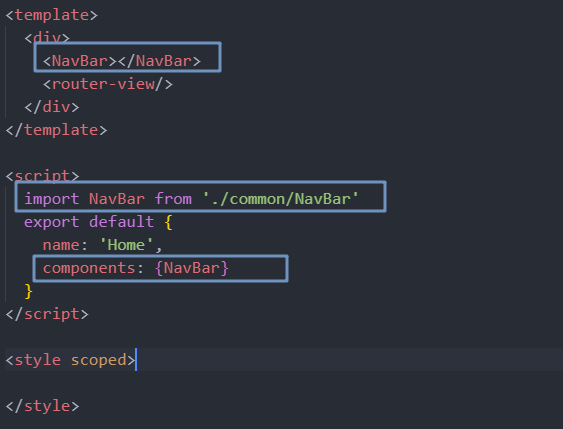 <template>
  <div>
    <NavBar></NavBar>
    <router-view/>
  </div>
</template>

<script>
  import NavBar from './common/NavBar'
  export default {
    name: 'Home',
    components: {NavBar}
  }
</script>

<style scoped>

</style>